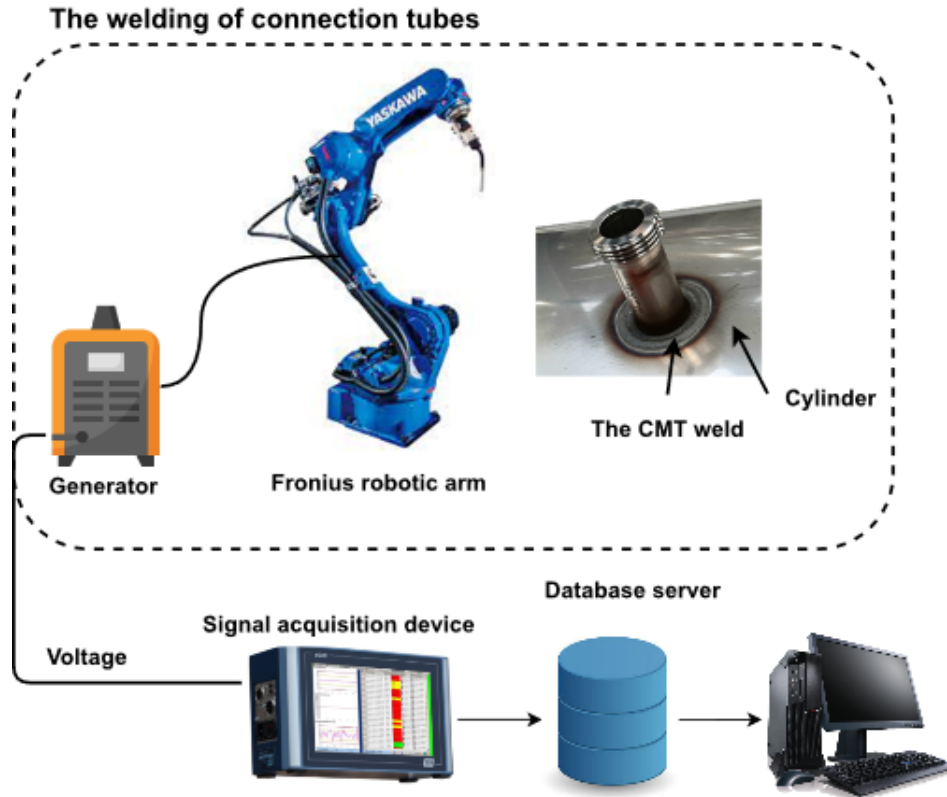 The welding of connection tubes
YASKAWA
Cylinder
The CMT weld
Generator
Fronius robotic arm
Database server
Signal acquisition device
Voltage